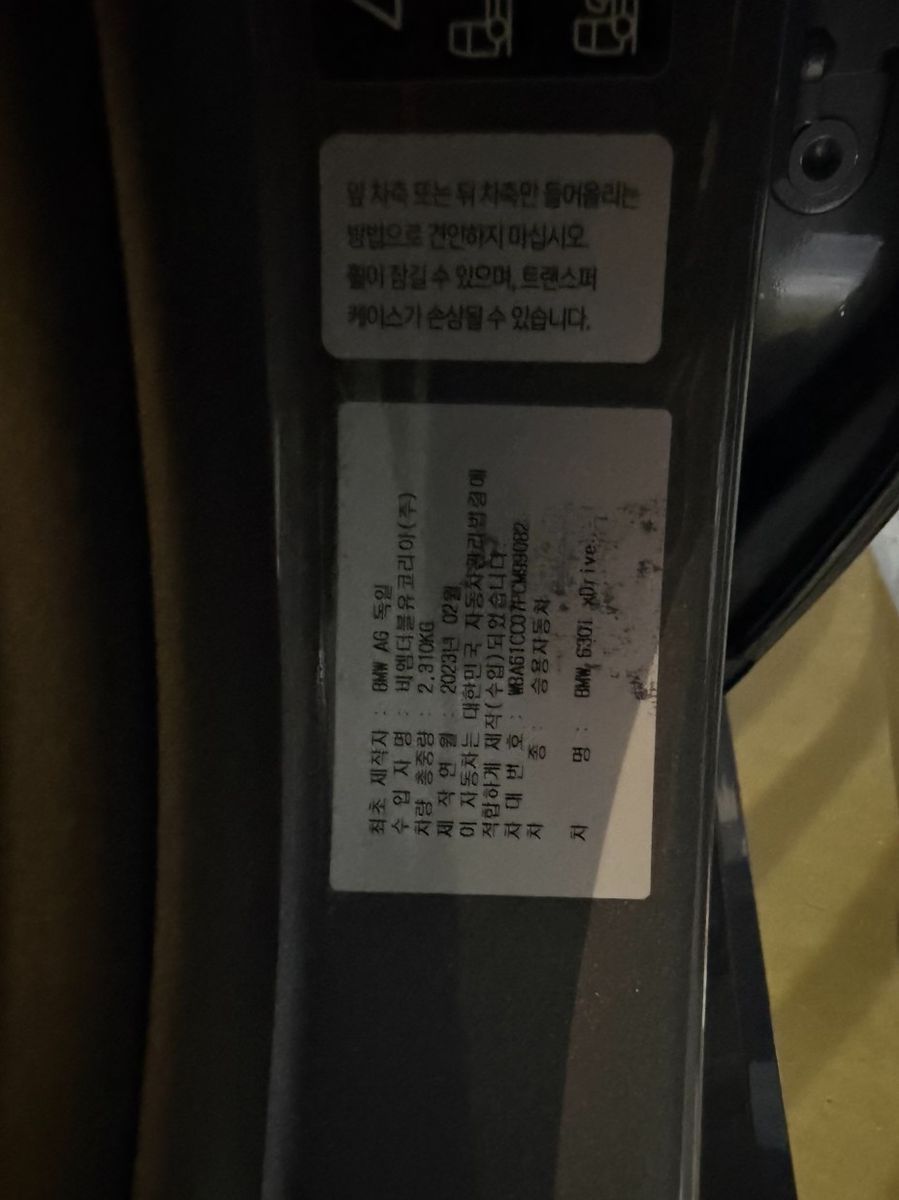 앞 차축 또는 뒤 차축만 들어올리는
방법으로 견인하지 마십시오.
휠이 잠길 수 있으며, 트랜스퍼
케이스가 손상될 수 있습니다.
최초 제작자 : BMW AG 독일
수 입 자 명 : 비엠더블유코리아(주)
차량 총중량 : 2,310KG
제 작 연 월 : 2023년 02월
이 자동차는 대한민국 자동차관리법령에
적합하게 제작(수입)되었습니다.
차 대 번 호 : WBA61CC07PCM99082
차 종 : 승용자동차
차 명 : BMW 630i xDrive